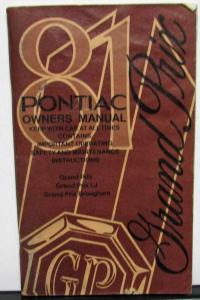 81
PONTIAC
OWNERS MANUAL
KEEP WITH CAR AT ALL TIMES
CONTAINS
IMPORTANT OPERATING
SAFETY AND MAINTENANCE
INSTRUCTIONS
Grand Prix
Grand Prix LJ
Grand Prix Brougham
Grand Prix
GP